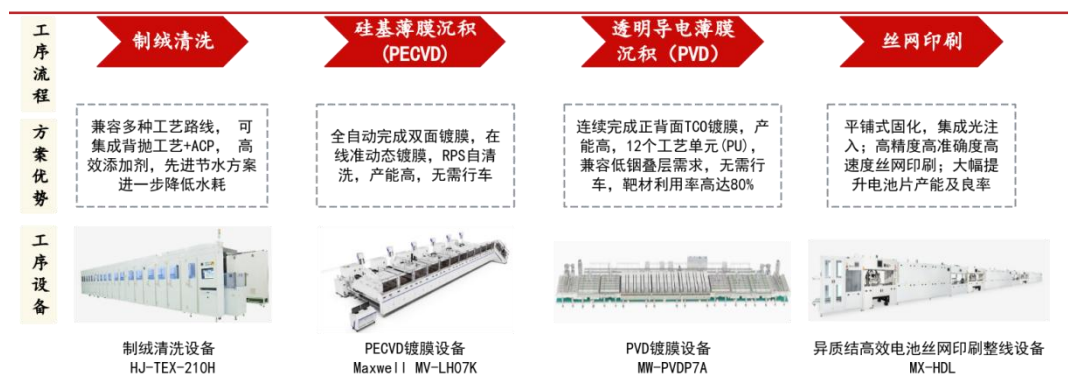 工序流程
制绒清洗
硅基薄膜沉积
(PECVD)
透明导电薄膜
沉积（PVD）
丝网印刷
方案优势
兼容多种工艺路线， 可
集成背抛工艺+ACP， 高
效添加剂，先进节水方案
进一步降低水耗
全自动完成双面镀膜，在
线准动态镀膜，RPS自清
洗，产能高，无需行车
连续完成正背面TCO镀膜，产
能高，12个工艺单元(PU)，
兼容低铟叠层需求，无需行
车，靶材利用率高达80%
平铺式固化，集成光注
入；高精度高准确度高
速度丝网印刷；大幅提
升电池片产能及良率
工序设备
制绒清洗设备
HJ-TEX-210H
PECVD镀膜设备
Maxwell MV-LH07K
PVD镀膜设备
MW-PVDP7A
异质结高效电池丝网印刷整线设备
MX-HDL